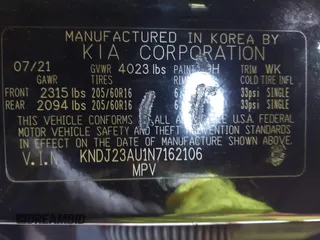 MANUFACTURED IN KOREA BY
KIA CORPORATION
07/21 GVWR 4023 lbs PAINT TRIM WK
GAWR TIRES COLD TIRE INFL
FRONT 2315 lbs 205/60R16 33psi SINGLE
REAR 2094 lbs 205/60R16 33psi SINGLE
THIS VEHICLE CONFORMS TO ALL APPLICABLE U.S. FEDERAL
MOTOR VEHICLE SAFETY AND THEFT PREVENTION STANDARDS
IN EFFECT ON THE DATE OF MANUFACTURE SHOWN ABOVE.
V.I.N. KNDJ23AU1N7162106
MPV
BREDBID